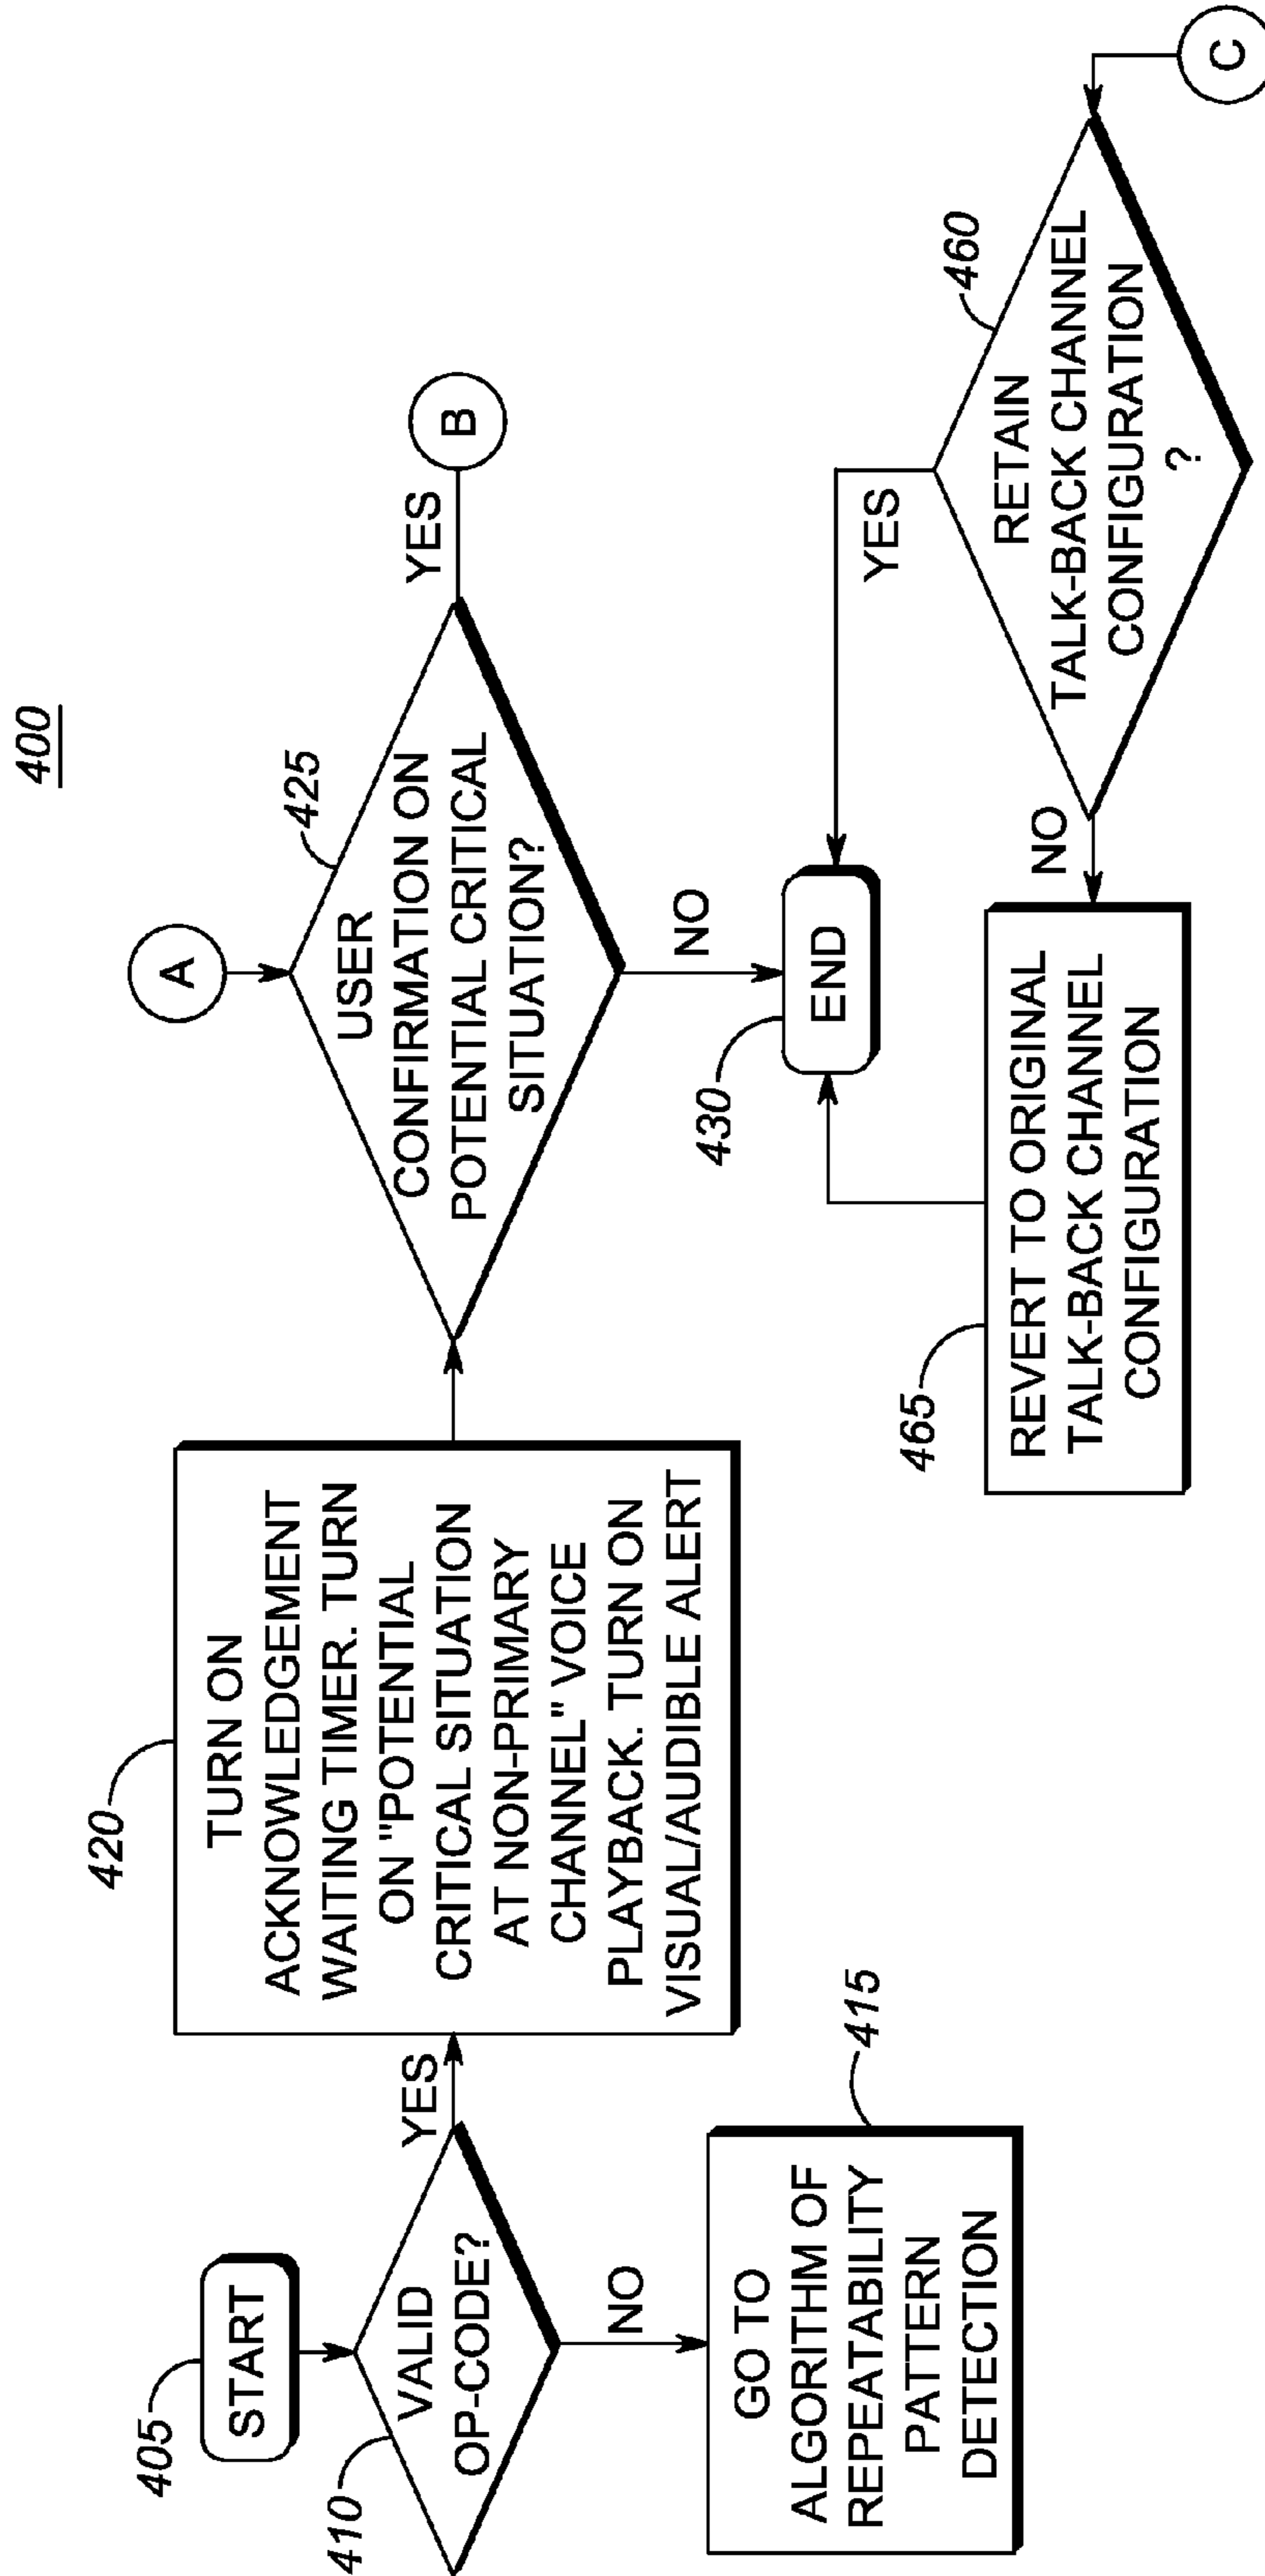 400
405
START
410
VALID
OP-CODE?
YES
NO
415
GO TO
ALGORITHM OF
REPEATABILITY
PATTERN
DETECTION
420
TURN ON
ACKNOWLEDGEMENT
WAITING TIMER. TURN
ON "POTENTIAL
CRITICAL SITUATION
AT NON-PRIMARY
CHANNEL" VOICE
PLAYBACK. TURN ON
VISUAL/AUDIBLE ALERT
A
425
USER
CONFIRMATION ON
POTENTIAL CRITICAL
SITUATION?
YES
B
NO
430
END
465
REVERT TO ORIGINAL
TALK-BACK CHANNEL
CONFIGURATION
NO
YES
460
RETAIN
TALK-BACK CHANNEL
CONFIGURATION
?
C